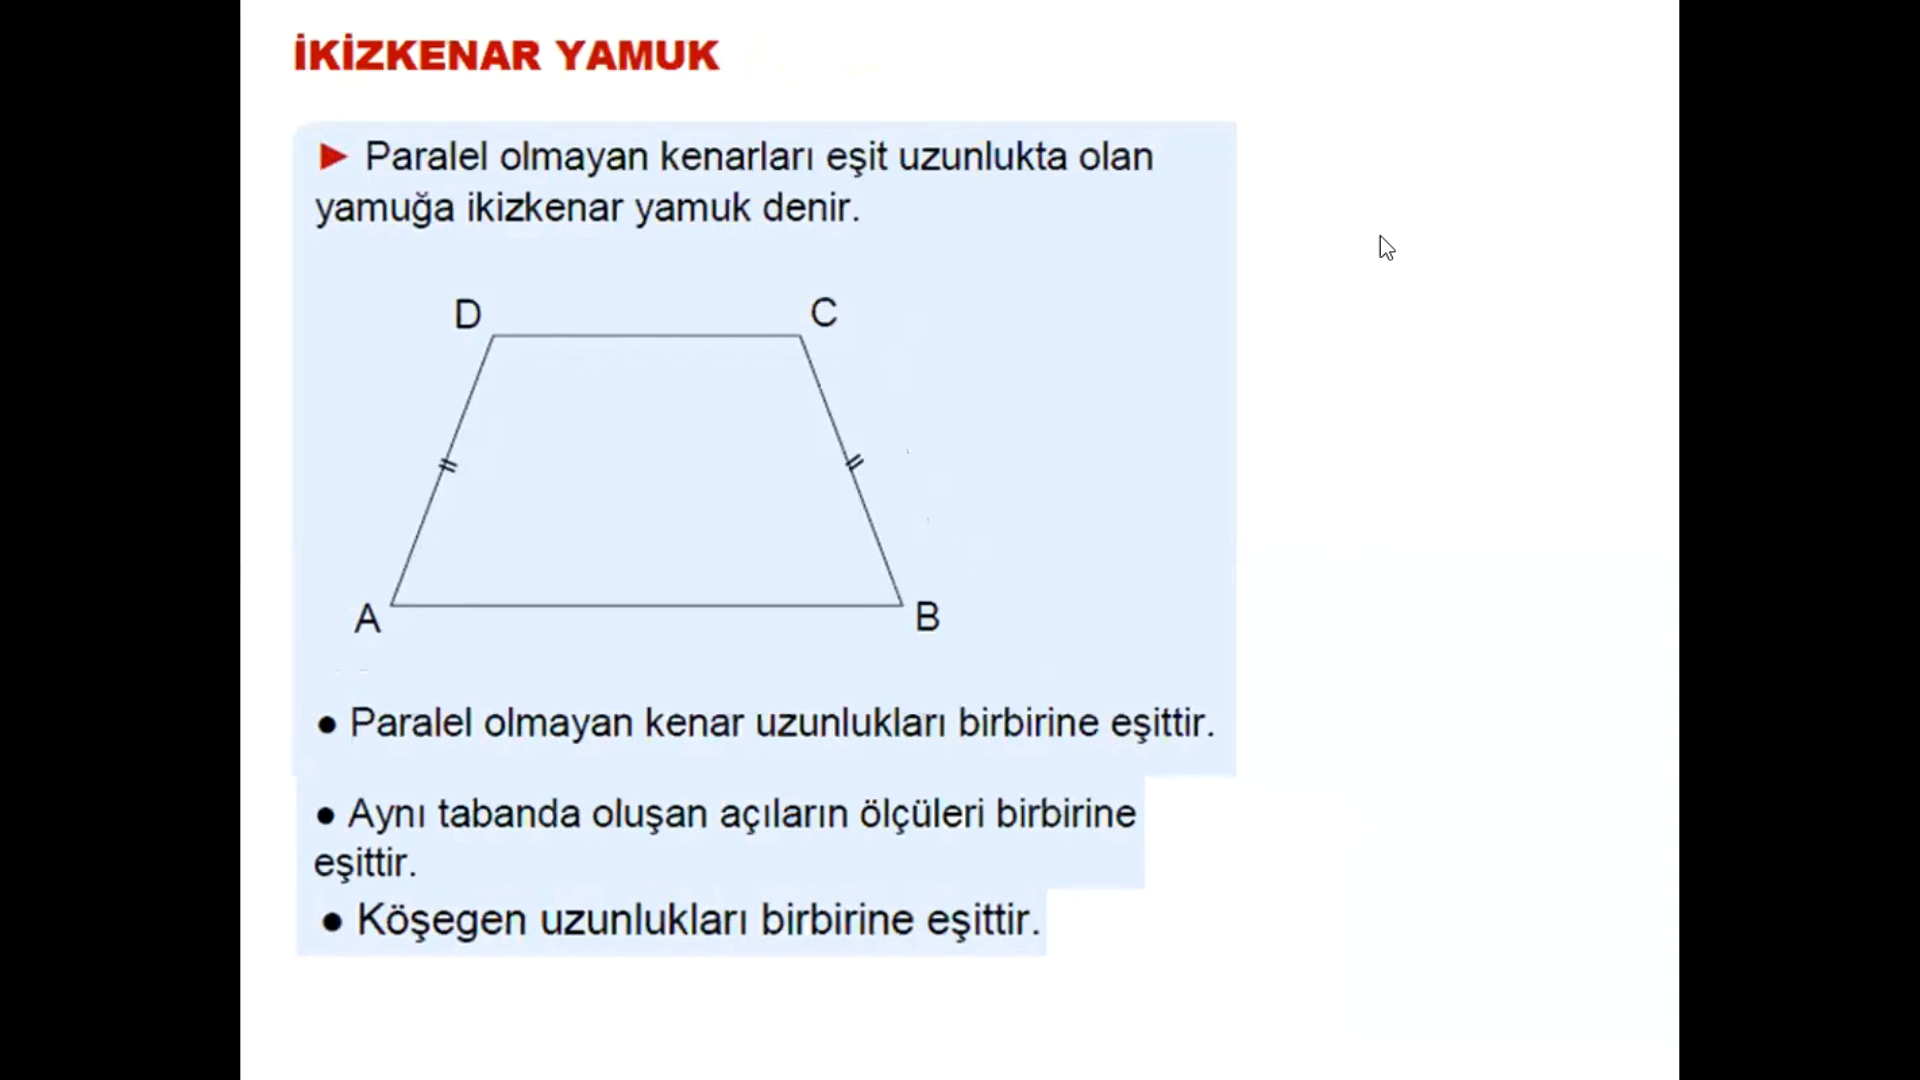 İKİZKENAR YAMUK
► Paralel olmayan kenarları eşit uzunlukta olan
yamuğa ikizkenar yamuk denir.
D C
A B
● Paralel olmayan kenar uzunlukları birbirine eşittir.
● Aynı tabanda oluşan açıların ölçüleri birbirine
eşittir.
● Köşegen uzunlukları birbirine eşittir.